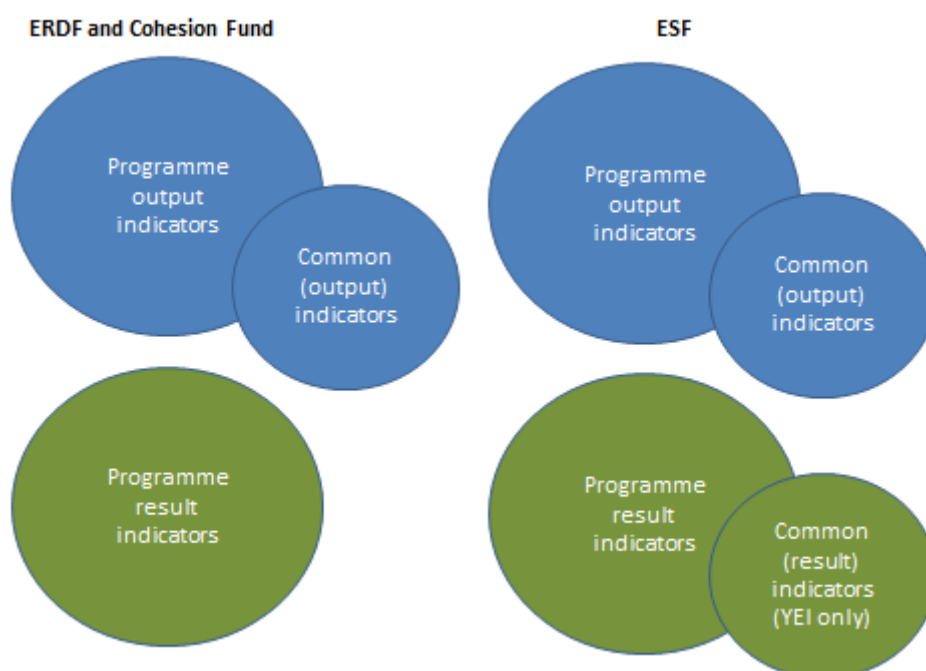 ERDF and Cohesion Fund
Programme
output
indicators
Common
(output)
indicators
Programme
result
indicators
ESF
Programme
output
indicators
Common
(output)
indicators
Programme
result
indicators
Common
(result)
indicators
(YEI only)